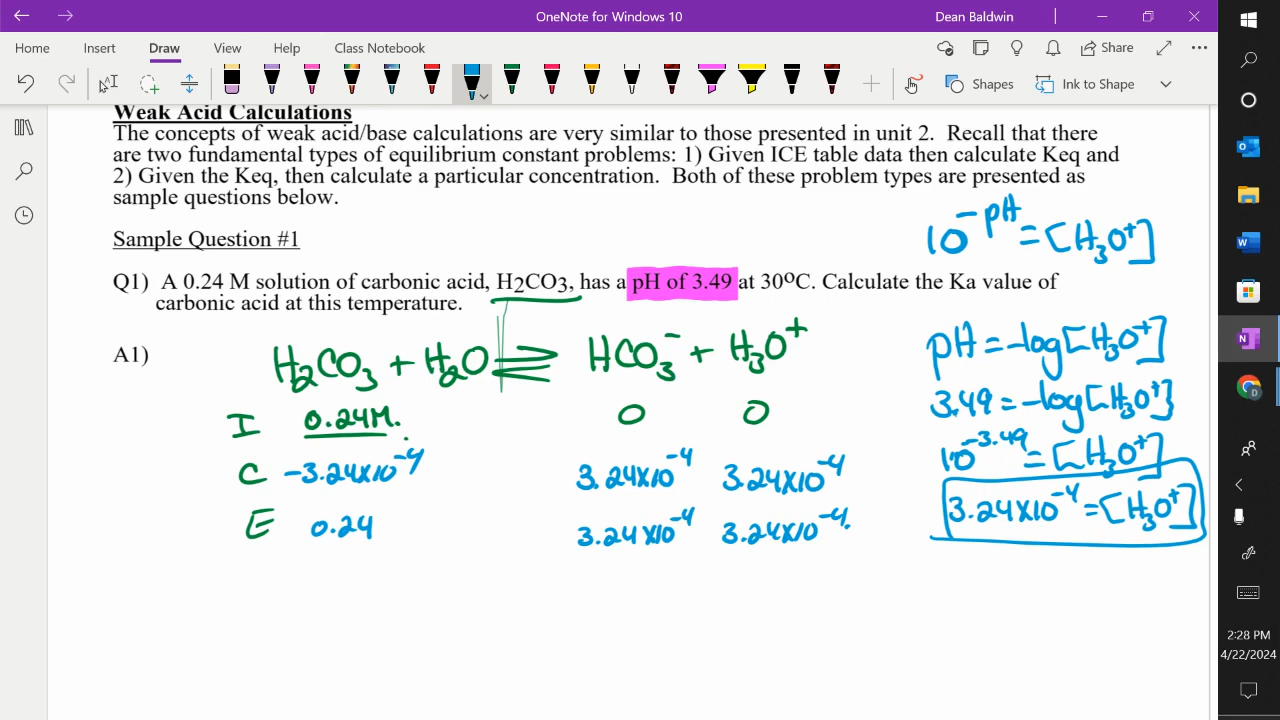 OneNote for Windows 10
Dean Baldwin
Home Insert Draw View Help Class Notebook
Share
Shapes
Ink to Shape
Weak Acid Calculations
The concepts of weak acid/base calculations are very similar to those presented in unit 2. Recall that there
are two fundamental types of equilibrium constant problems: 1) Given ICE table data then calculate Keq and
2) Given the Keq, then calculate a particular concentration. Both of these problem types are presented as
sample questions below.
10^-pH = [H₃O⁺]
Sample Question #1
Q1) A 0.24 M solution of carbonic acid, H2CO3, has a pH of 3.49 at 30ºC. Calculate the Ka value of
carbonic acid at this temperature.
A1)
H₂CO₃ + H₂O ⇌ HCO₃⁻ + H₃O⁺
I 0.24M. 0 0
C -3.24x10⁻⁴ 3.24x10⁻⁴ 3.24x10⁻⁴
E 0.24 3.24x10⁻⁴ 3.24x10⁻⁴.
pH = -log[H₃O⁺]
3.49 = -log[H₃O⁺]
10^-3.49 = [H₃O⁺]
3.24x10⁻⁴ = [H₃O⁺]
2:28 PM
4/22/2024